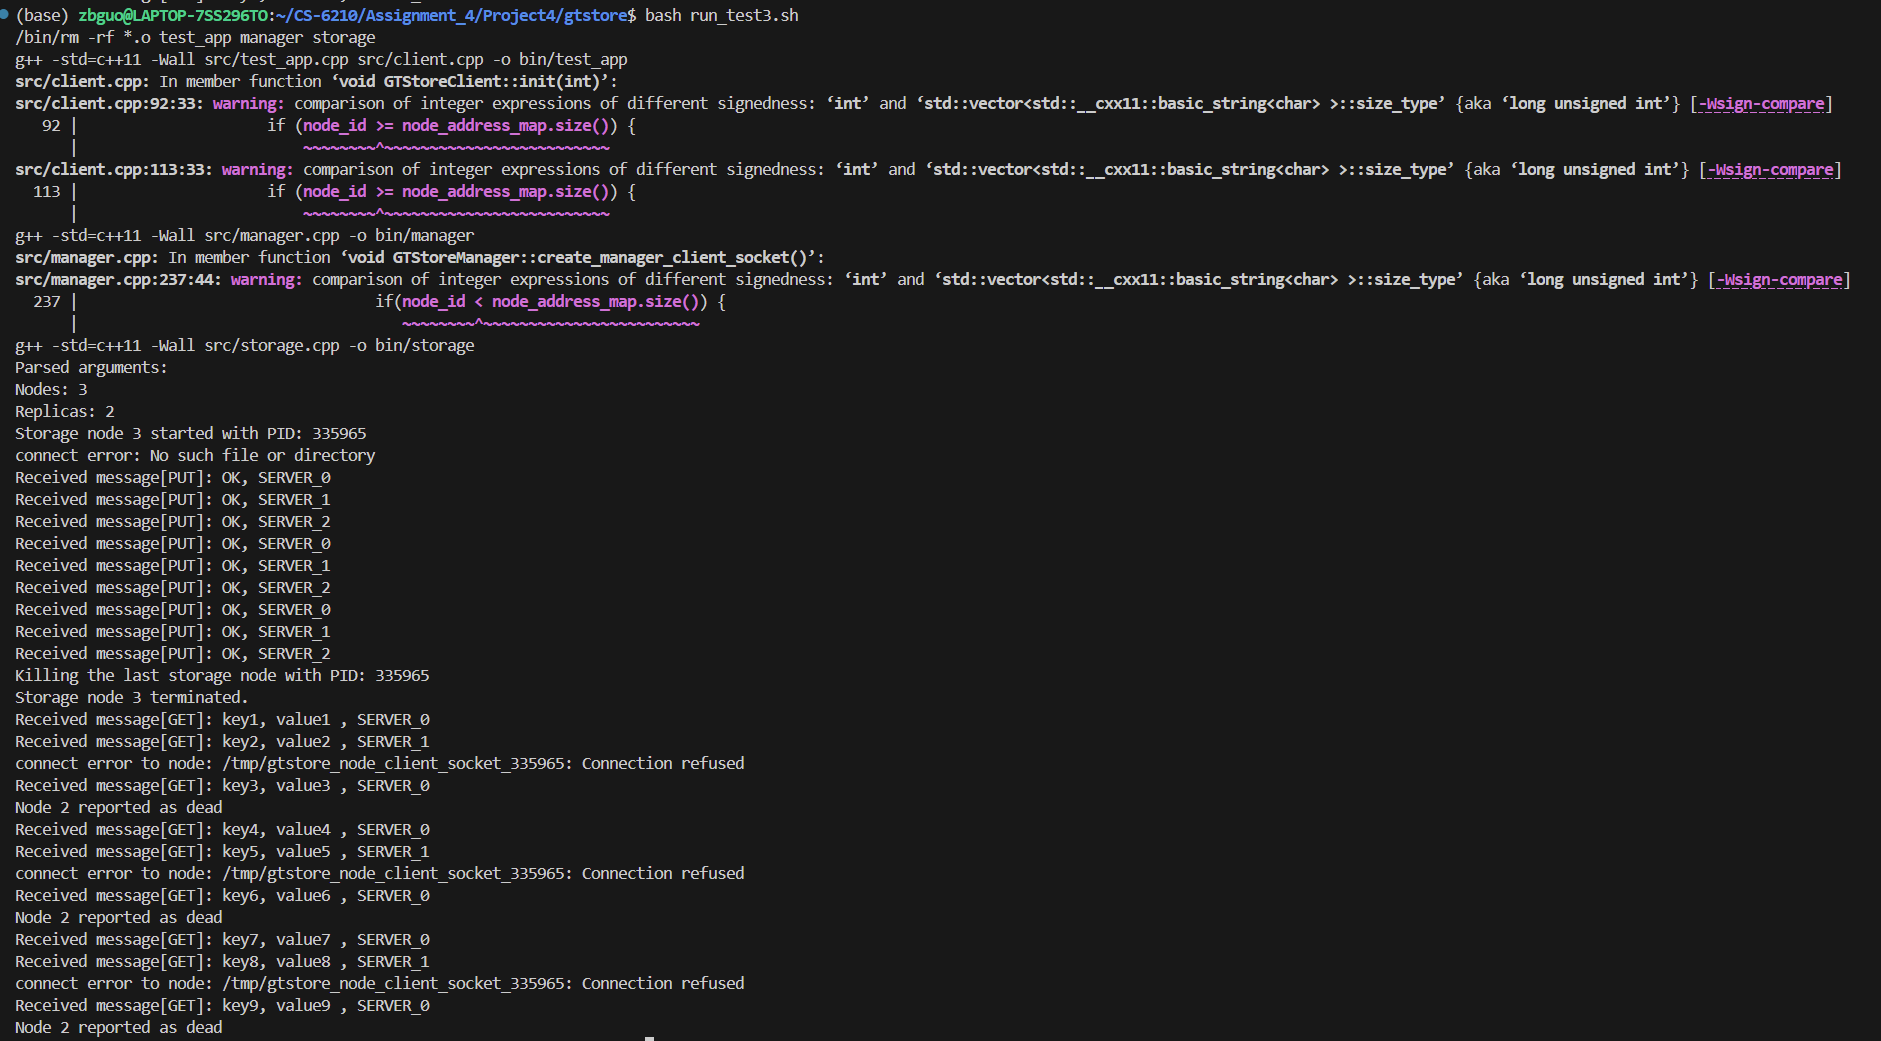 (base) zbguo@LAPTOP-7SS296TO:~/CS-6210/Assignment_4/Project4/gtstore$ bash run_test3.sh
/bin/rm -rf *.o test_app manager storage
g++ -std=c++11 -Wall src/test_app.cpp src/client.cpp -o bin/test_app
src/client.cpp: In member function ‘void GTStoreClient::init(int)’:
src/client.cpp:92:33: warning: comparison of integer expressions of different signedness: ‘int’ and ‘std::vector<std::__cxx11::basic_string<char> >::size_type’ {aka ‘long unsigned int’} [-Wsign-compare]
   92 |                     if (node_id >= node_address_map.size()) {
      |                         ~~~~~~~~^~~~~~~~~~~~~~~~~~~~~~~~~~
src/client.cpp:113:33: warning: comparison of integer expressions of different signedness: ‘int’ and ‘std::vector<std::__cxx11::basic_string<char> >::size_type’ {aka ‘long unsigned int’} [-Wsign-compare]
  113 |                     if (node_id >= node_address_map.size()) {
      |                         ~~~~~~~~^~~~~~~~~~~~~~~~~~~~~~~~~~
g++ -std=c++11 -Wall src/manager.cpp -o bin/manager
src/manager.cpp: In member function ‘void GTStoreManager::create_manager_client_socket()’:
src/manager.cpp:237:44: warning: comparison of integer expressions of different signedness: ‘int’ and ‘std::vector<std::__cxx11::basic_string<char> >::size_type’ {aka ‘long unsigned int’} [-Wsign-compare]
  237 |                                 if(node_id < node_address_map.size()) {
      |                                    ~~~~~~~~^~~~~~~~~~~~~~~~~~~~~~~~~
g++ -std=c++11 -Wall src/storage.cpp -o bin/storage
Parsed arguments:
Nodes: 3
Replicas: 2
Storage node 3 started with PID: 335965
connect error: No such file or directory
Received message[PUT]: OK, SERVER_0
Received message[PUT]: OK, SERVER_1
Received message[PUT]: OK, SERVER_2
Received message[PUT]: OK, SERVER_0
Received message[PUT]: OK, SERVER_1
Received message[PUT]: OK, SERVER_2
Received message[PUT]: OK, SERVER_0
Received message[PUT]: OK, SERVER_1
Received message[PUT]: OK, SERVER_2
Killing the last storage node with PID: 335965
Storage node 3 terminated.
Received message[GET]: key1, value1 , SERVER_0
Received message[GET]: key2, value2 , SERVER_1
connect error to node: /tmp/gtstore_node_client_socket_335965: Connection refused
Received message[GET]: key3, value3 , SERVER_0
Node 2 reported as dead
Received message[GET]: key4, value4 , SERVER_0
Received message[GET]: key5, value5 , SERVER_1
connect error to node: /tmp/gtstore_node_client_socket_335965: Connection refused
Received message[GET]: key6, value6 , SERVER_0
Node 2 reported as dead
Received message[GET]: key7, value7 , SERVER_0
Received message[GET]: key8, value8 , SERVER_1
connect error to node: /tmp/gtstore_node_client_socket_335965: Connection refused
Received message[GET]: key9, value9 , SERVER_0
Node 2 reported as dead